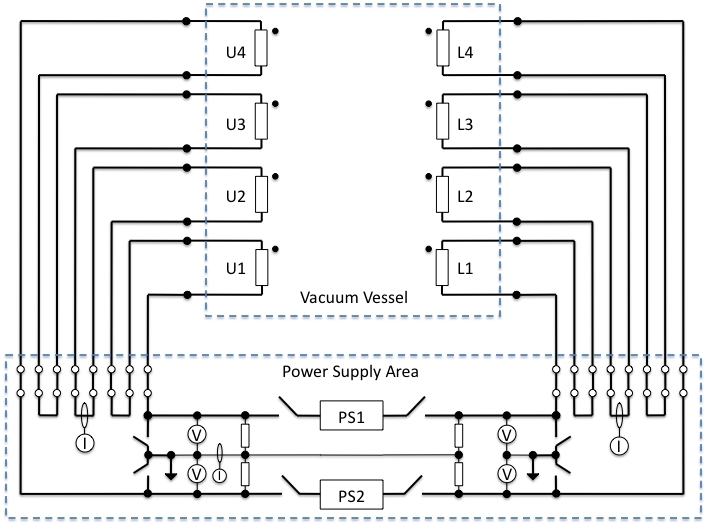 U4
L4
U3
L3
U2
L2
U1
L1
Vacuum Vessel
Power Supply Area
PS1
I
V
V
I
V
I
V
PS2